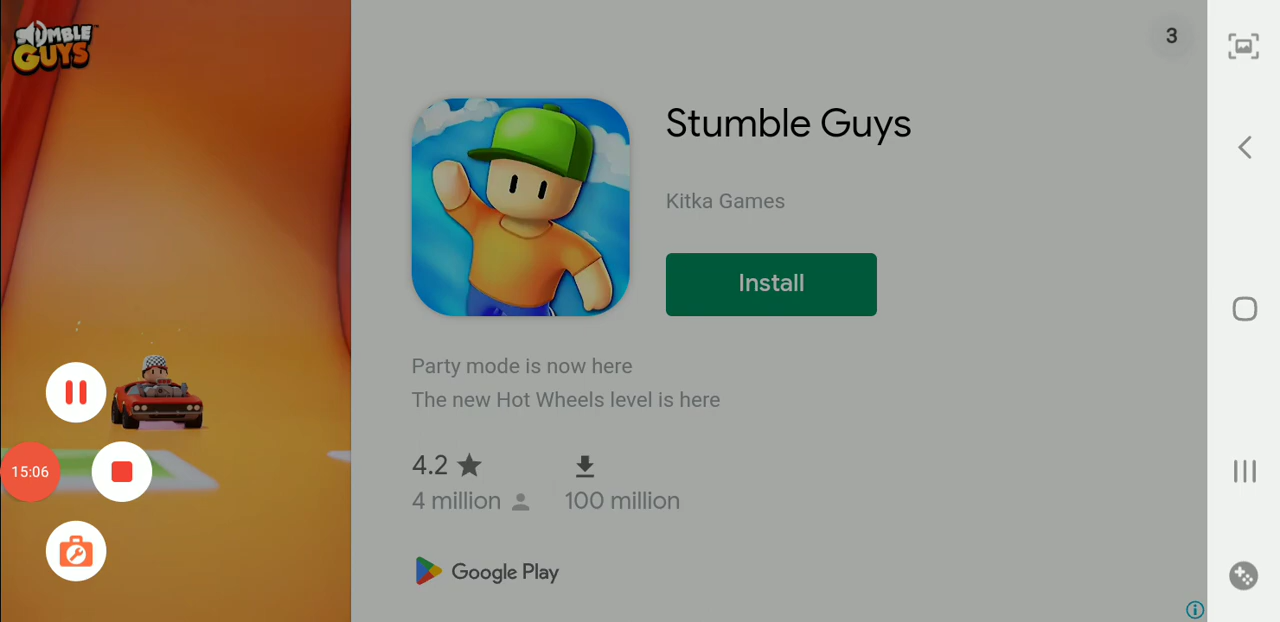 STUMBLE
GUYS
3
Stumble Guys
Kitka Games
Install
Party mode is now here
The new Hot Wheels level is here
4.2
4 million
100 million
15:06
Google Play